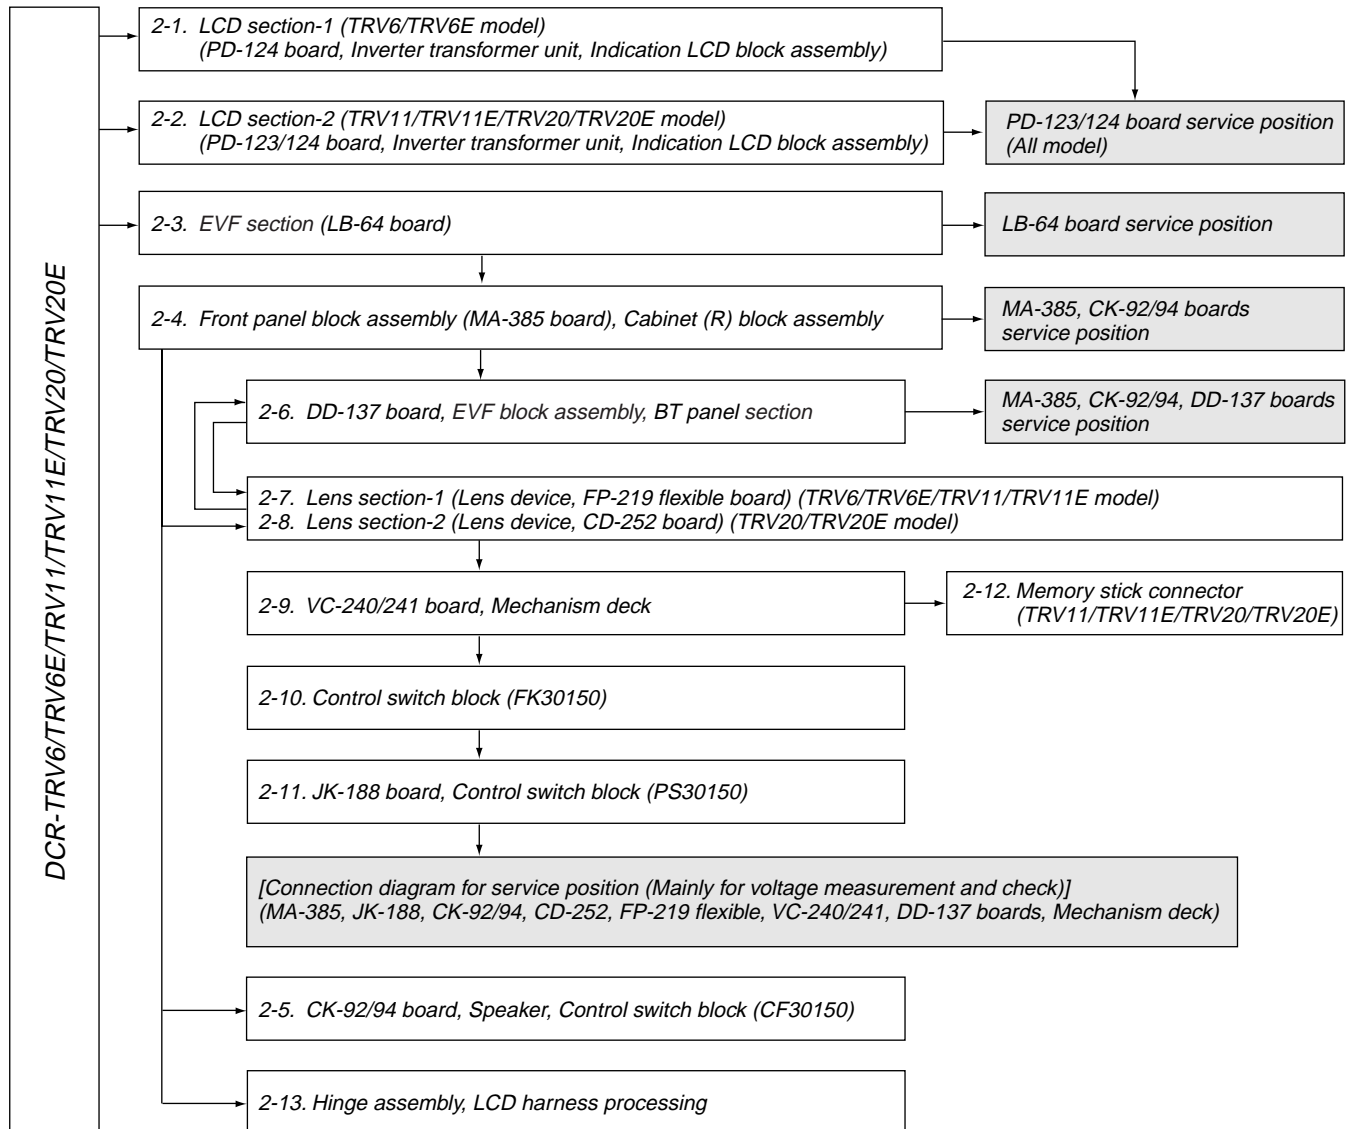 DCR-TRV6/TRV6E/TRV11/TRV11E/TRV20/TRV20E
2-1. LCD section-1 (TRV6/TRV6E model)
(PD-124 board, Inverter transformer unit, Indication LCD block assembly)
2-2. LCD section-2 (TRV11/TRV11E/TRV20/TRV20E model)
(PD-123/124 board, Inverter transformer unit, Indication LCD block assembly)
PD-123/124 board service position
(All model)
2-3. EVF section (LB-64 board)
LB-64 board service position
2-4. Front panel block assembly (MA-385 board), Cabinet (R) block assembly
MA-385, CK-92/94 boards
service position
2-6. DD-137 board, EVF block assembly, BT panel section
MA-385, CK-92/94, DD-137 boards
service position
2-7. Lens section-1 (Lens device, FP-219 flexible board) (TRV6/TRV6E/TRV11/TRV11E model)
2-8. Lens section-2 (Lens device, CD-252 board) (TRV20/TRV20E model)
2-9. VC-240/241 board, Mechanism deck
2-12. Memory stick connector
(TRV11/TRV11E/TRV20/TRV20E)
2-10. Control switch block (FK30150)
2-11. JK-188 board, Control switch block (PS30150)
[Connection diagram for service position (Mainly for voltage measurement and check)]
(MA-385, JK-188, CK-92/94, CD-252, FP-219 flexible, VC-240/241, DD-137 boards, Mechanism deck)
2-5. CK-92/94 board, Speaker, Control switch block (CF30150)
2-13. Hinge assembly, LCD harness processing